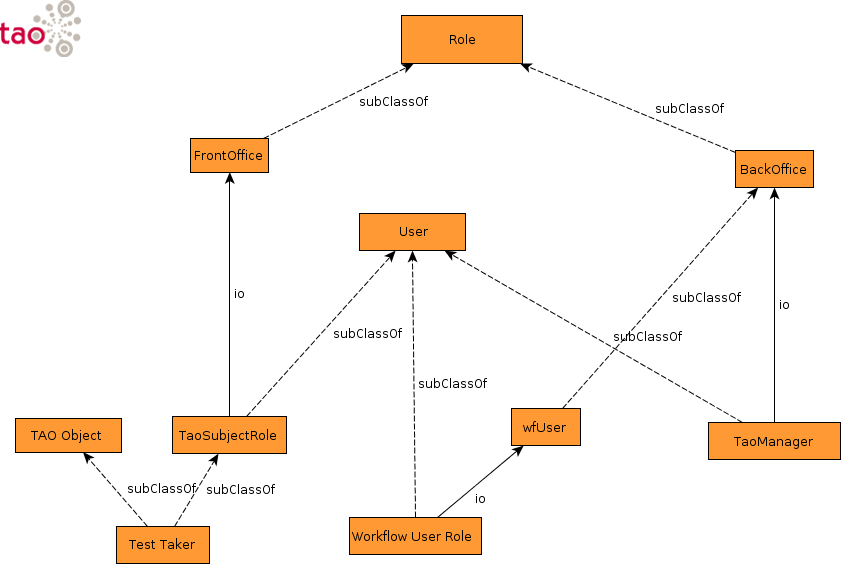 tao
Role
subClassOf
subClassOf
FrontOffice
BackOffice
User
io
subClassOf
io
subClassOf
subClassOf
subClassOf
TAO Object
TaoSubjectRole
wfUser
TaoManager
subClassOf
subClassOf
io
Test Taker
Workflow User Role